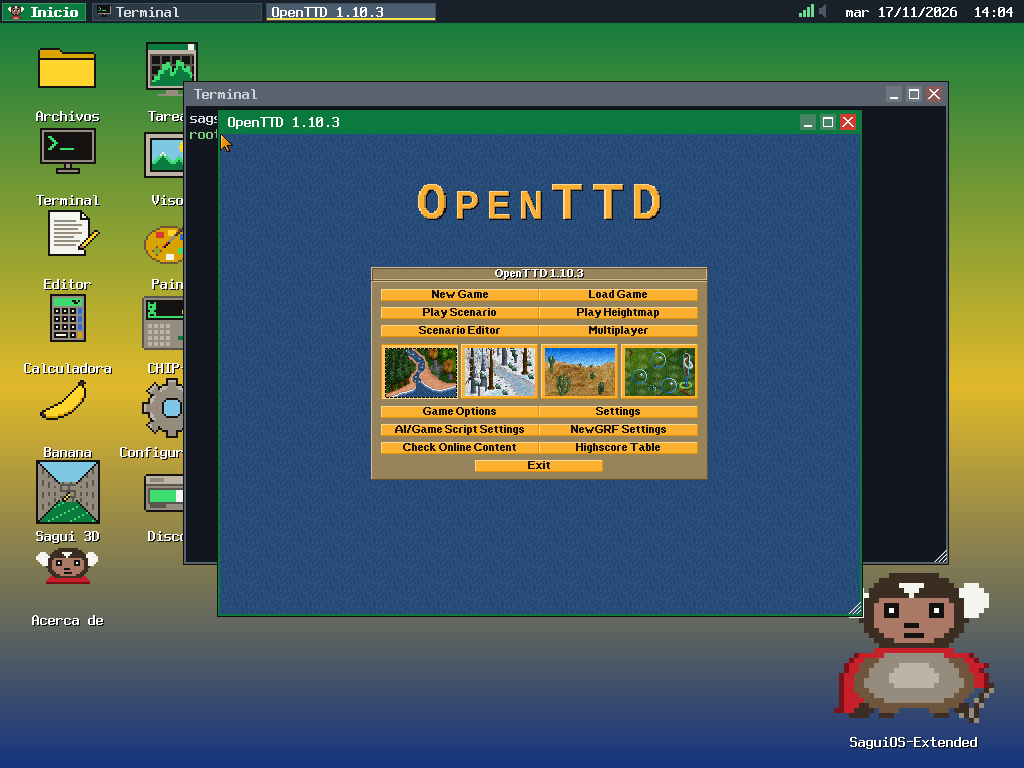 Inicio
Terminal
OpenTTD 1.10.3
mar 17/11/2026 14:04
Archivos
Terminal
Editor
Calculadora
Banana
Sagui 3D
Acerca de
Terminal
OpenTTD 1.10.3
OpenTTD
OpenTTD 1.10.3
New Game
Load Game
Play Scenario
Play Heightmap
Scenario Editor
Multiplayer
Game Options
Settings
AI/Game Script Settings
NewGRF Settings
Check Online Content
Highscore Table
Exit
SaguiOS-Extended